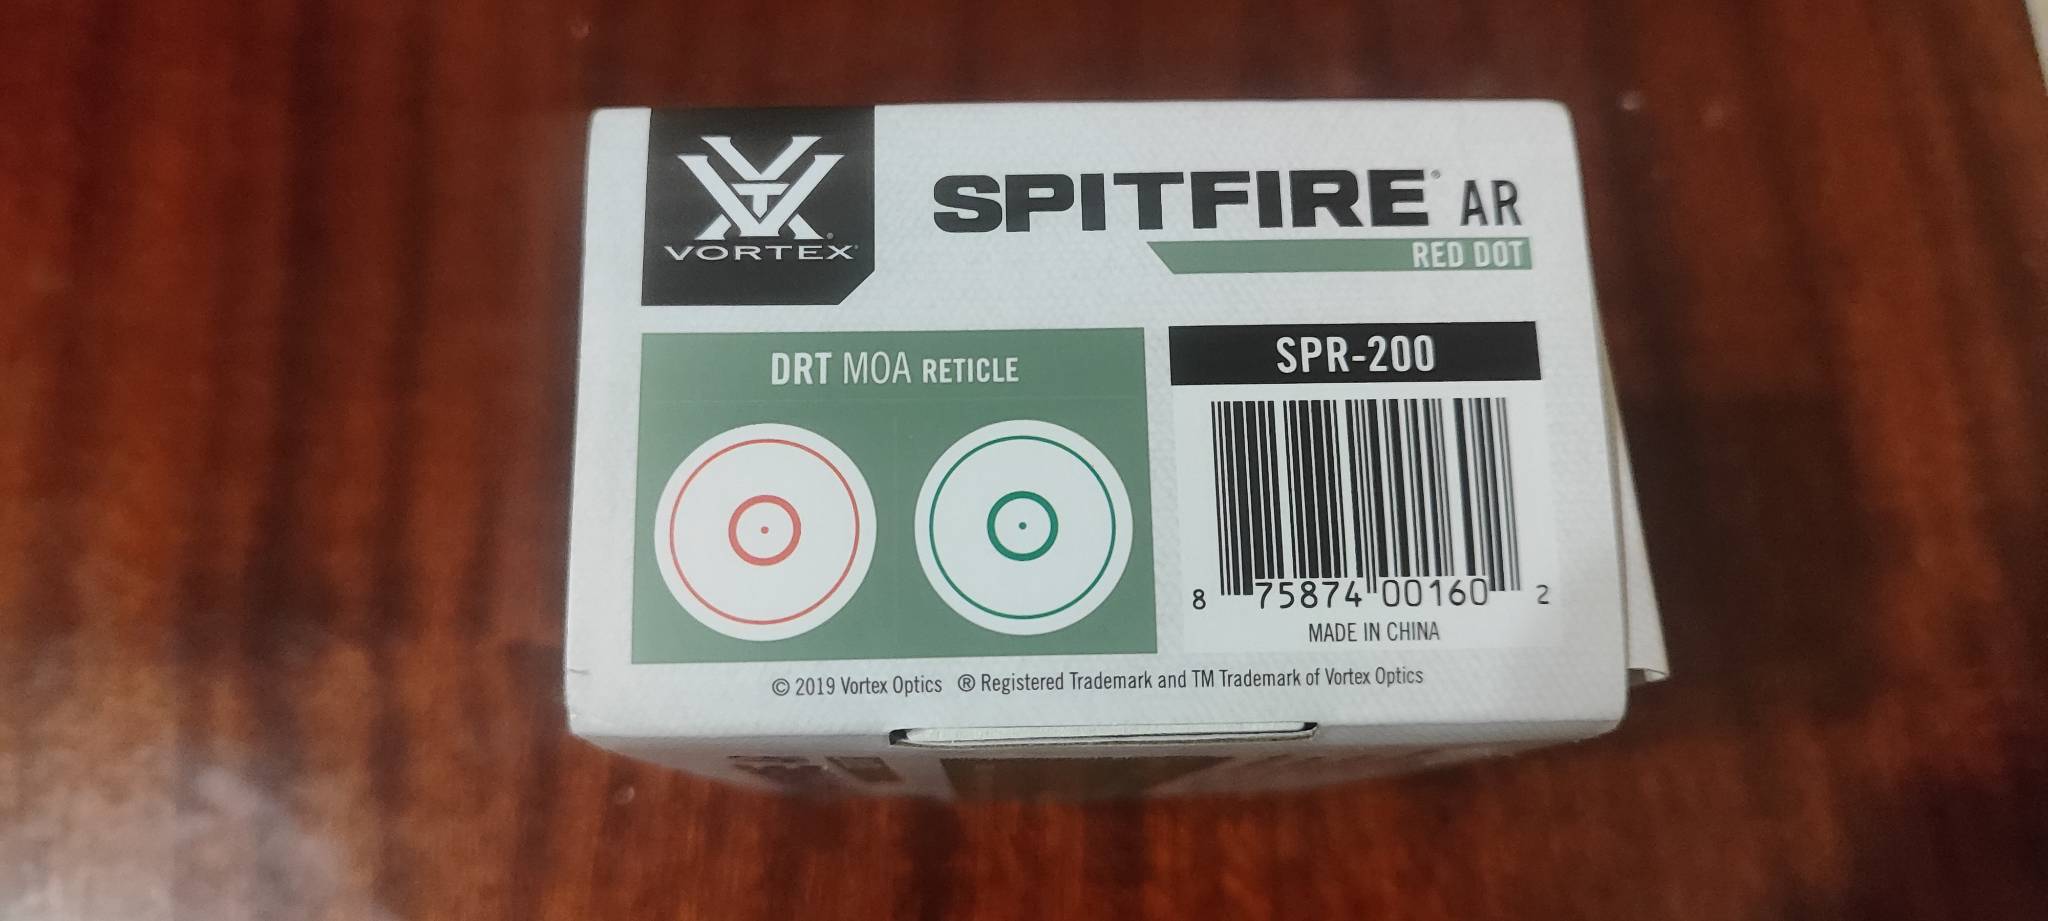 VORTEX®
SPITFIRE® AR
RED DOT
DRT MOA RETICLE
SPR-200
8 75874 00160 2
MADE IN CHINA
© 2019 Vortex Optics ® Registered Trademark and TM Trademark of Vortex Optics